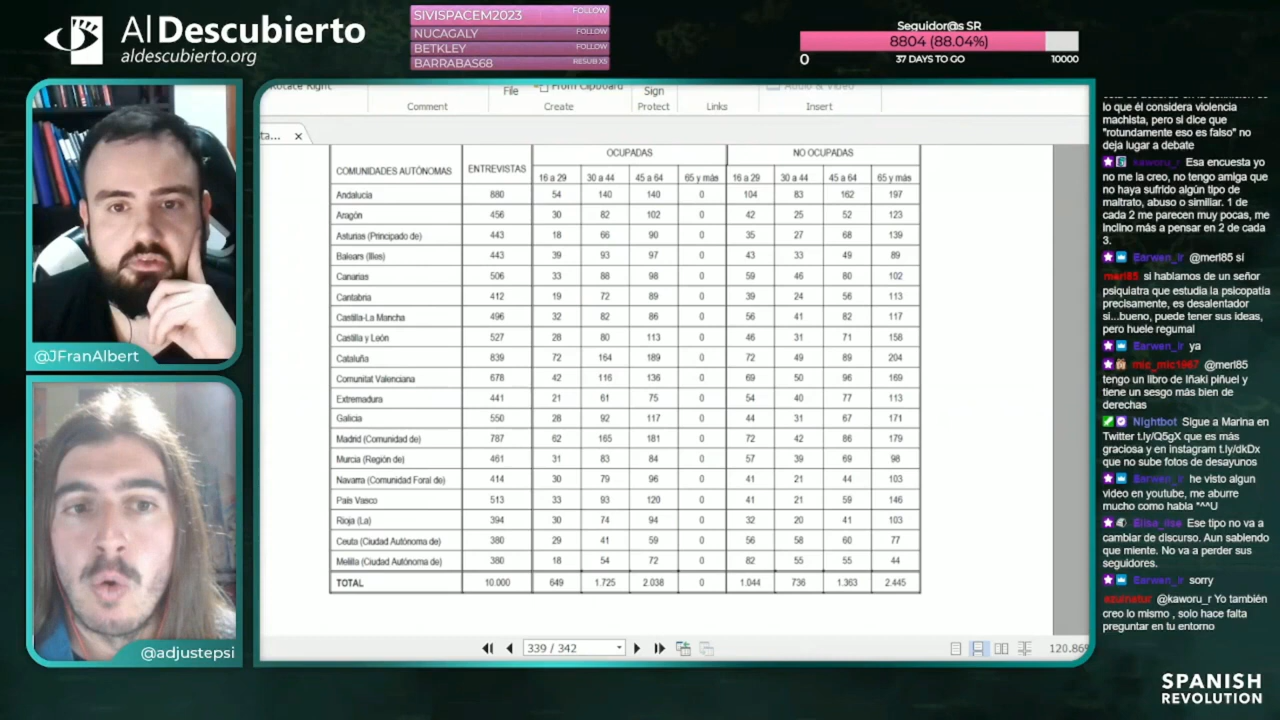 Al Descubierto
aldescubierto.org
SIVISPACEM2023 FOLLOW
NUCAGALY FOLLOW
BETKLEY FOLLOW
BARRABAS68 RESUB X5
Seguidor@s SR
8804 (88.04%)
0 37 DAYS TO GO 10000
@JFranAlbert
@adjustepsi
Rotate Right
File
From Clipboard
Sign
Audio & Video
Comment Create Protect Links Insert
ta... ×
COMUNIDADES AUTÓNOMAS ENTREVISTAS OCUPADAS NO OCUPADAS
16 a 29 30 a 44 45 a 64 65 y más 16 a 29 30 a 44 45 a 64 65 y más
Andalucía 880 54 140 140 0 104 83 162 197
Aragón 456 30 82 102 0 42 25 52 123
Asturias (Principado de) 443 18 66 90 0 35 27 68 139
Balears (Illes) 443 39 93 97 0 43 33 49 89
Canarias 506 33 88 98 0 59 46 80 102
Cantabria 412 19 72 89 0 39 24 56 113
Castilla-La Mancha 496 32 82 86 0 56 41 82 117
Castilla y León 527 28 80 113 0 46 31 71 158
Cataluña 839 72 164 189 0 72 49 89 204
Comunitat Valenciana 678 42 116 136 0 69 50 96 169
Extremadura 441 21 61 75 0 54 40 77 113
Galicia 550 28 92 117 0 44 31 67 171
Madrid (Comunidad de) 787 62 165 181 0 72 42 86 179
Murcia (Región de) 461 31 83 84 0 57 39 69 98
Navarra (Comunidad Foral de) 414 30 79 96 0 41 21 44 103
País Vasco 513 33 93 120 0 41 21 59 146
Rioja (La) 394 30 74 94 0 32 20 41 103
Ceuta (Ciudad Autónoma de) 380 29 41 59 0 56 58 60 77
Melilla (Ciudad Autónoma de) 380 18 54 72 0 82 55 55 44
TOTAL 10.000 649 1.725 2.038 0 1.044 736 1.363 2.445
339 / 342
120.86%
lo que él considera violencia
machista, pero si dice que
"rotundamente eso es falso" no
deja lugar a debate
kaworu_r Esa encuesta yo
no me la creo, no tengo amiga que
no haya sufrido algún tipo de
maltrato, abuso o similiar. 1 de
cada 2 me parecen muy pocas, me
inclino más a pensar en 2 de cada
3.
Earwen_ir @merl85 sí
merl85 si hablamos de un señor
psiquiatra que estudia la psicopatía
precisamente, es desalentador
si...bueno, puede tener sus ideas,
pero huele regumal
Earwen_ir ya
mic_mic1967 @merl85
tengo un libro de Iñaki piñuel y
tiene un sesgo más bien de
derechas
Nightbot Sigue a Marina en
Twitter t.ly/Q5gX que es más
graciosa y en instagram t.ly/dkDx
que no sube fotos de desayunos
Earwen_ir he visto algun
video en youtube, me aburre
mucho como habla *^^U
Ese tipo no va a
cambiar de discurso. Aun sabiendo
que miente. No va a perder sus
seguidores.
Earwen_ir sorry
@kaworu_r Yo también
creo lo mismo , solo hace falta
preguntar en tu entorno
SPANISH
REVOLUTION